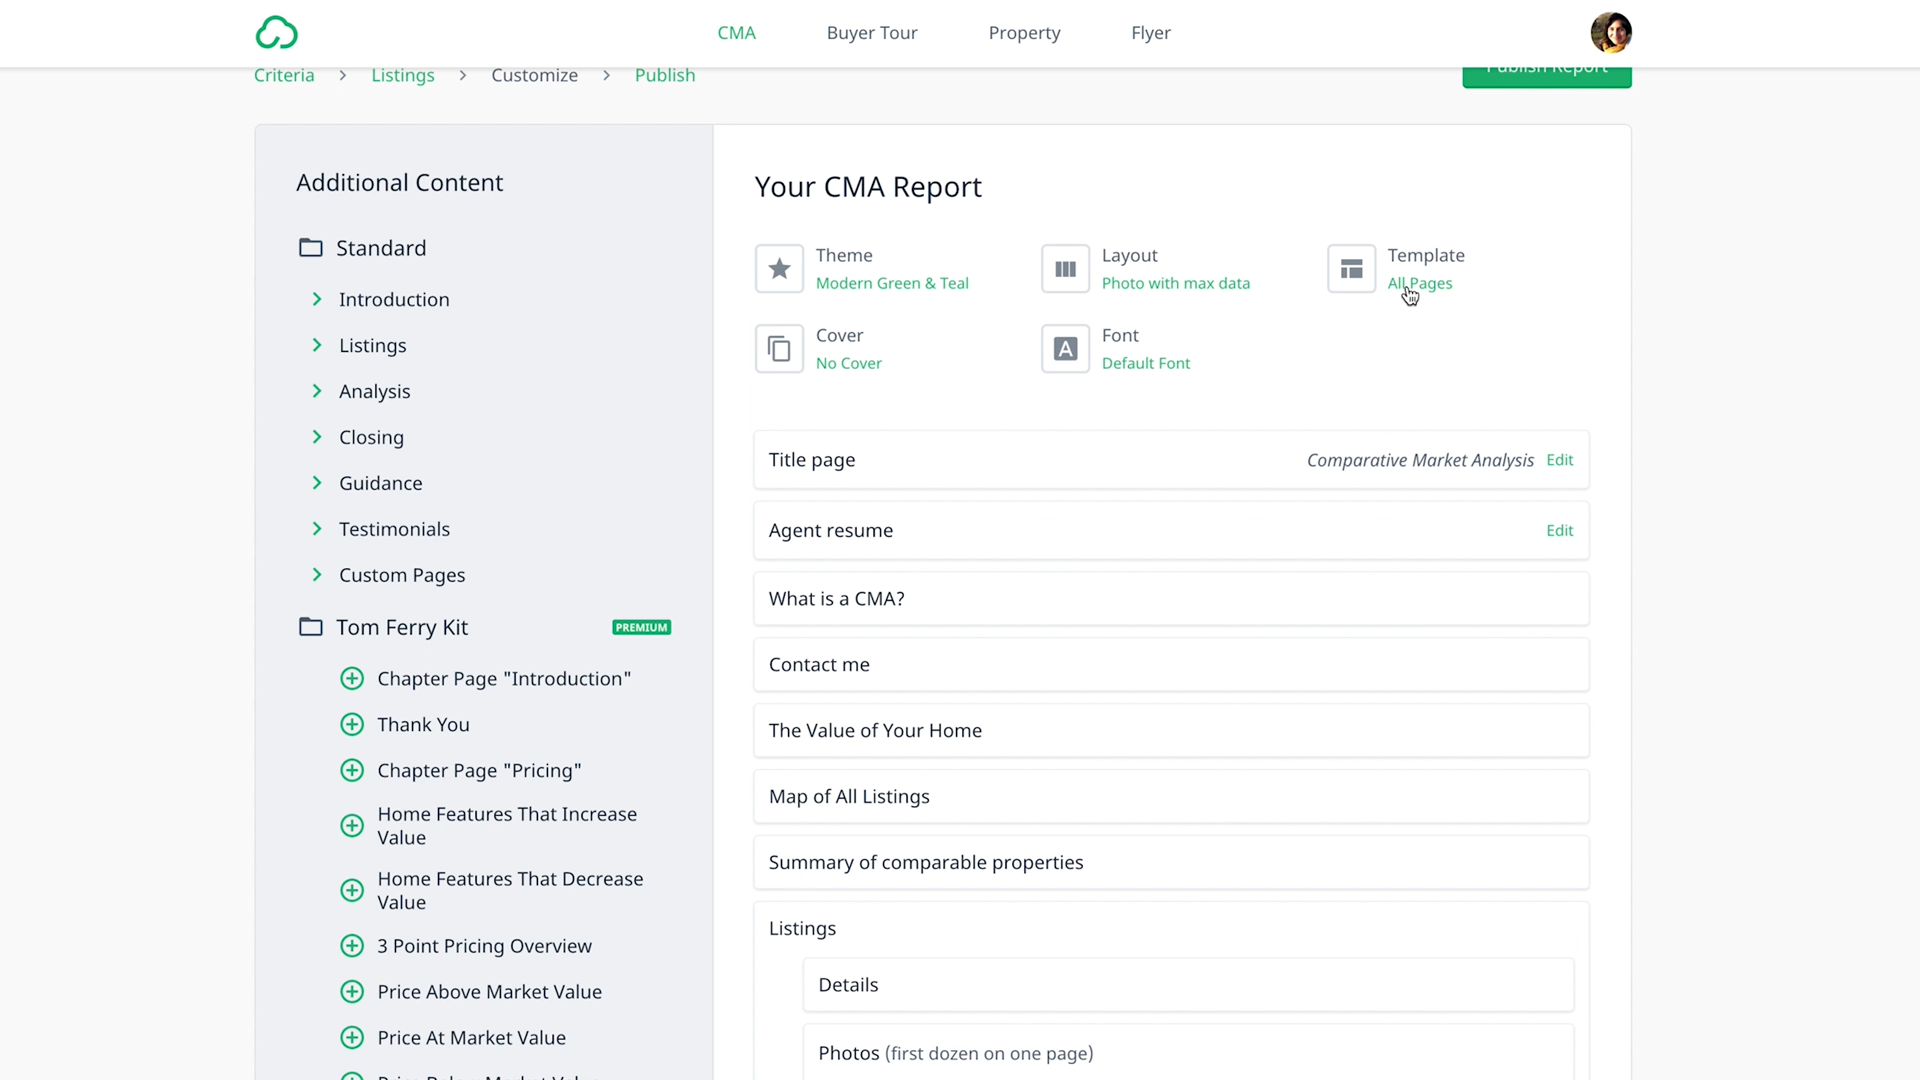 CMA
Buyer Tour
Property
Flyer
Criteria
Listings
Customize
Publish
Publish Report
Additional Content
Standard
Introduction
Listings
Analysis
Closing
Guidance
Testimonials
Custom Pages
Tom Ferry Kit
PREMIUM
Chapter Page "Introduction"
Thank You
Chapter Page "Pricing"
Home Features That Increase
Value
Home Features That Decrease
Value
3 Point Pricing Overview
Price Above Market Value
Price At Market Value
Your CMA Report
Theme
Modern Green & Teal
Layout
Photo with max data
Template
All Pages
Cover
No Cover
A
Font
Default Font
Title page
Comparative Market Analysis
Edit
Agent resume
Edit
What is a CMA?
Contact me
The Value of Your Home
Map of All Listings
Summary of comparable properties
Listings
Details
Photos (first dozen on one page)